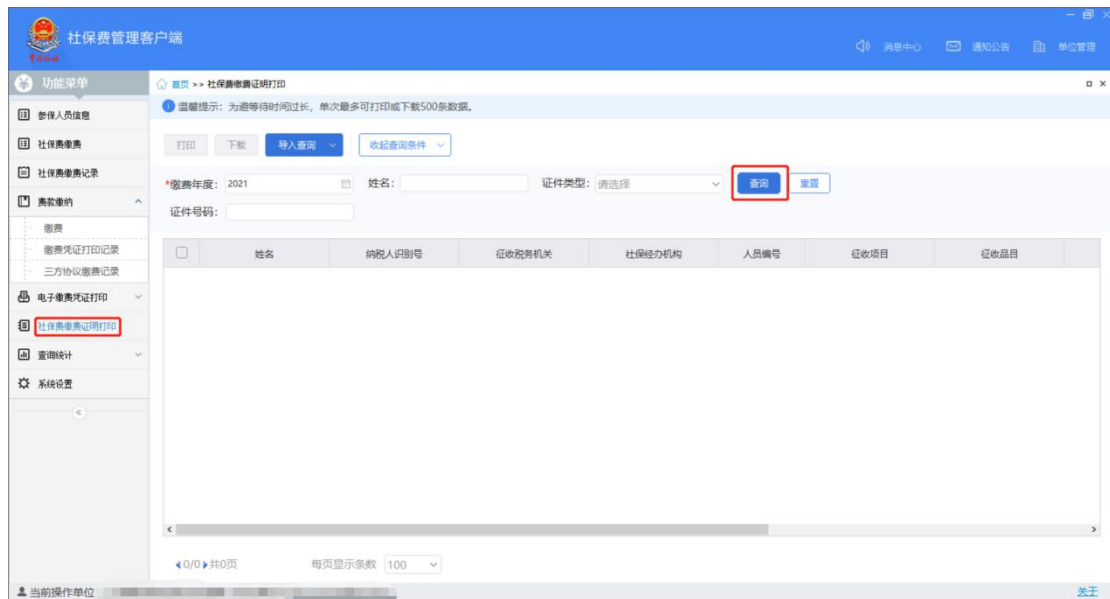 社保费管理客户端
消息中心 通知公告 单位管理
功能菜单
首页 >> 社保费缴费证明打印
温馨提示：为避等待时间过长，单次最多可打印或下载500条数据。
参保人员信息
社保费缴费
社保费缴费记录
费款缴纳
缴费
缴费凭证打印记录
三方协议缴费记录
电子缴费凭证打印
社保费缴费证明打印
查询统计
系统设置
打印 下载 导入查询 收起查询条件
*缴费年度： 2021 姓名： 证件类型： 请选择 查询 重置
证件号码：
姓名 纳税人识别号 征收税务机关 社保经办机构 人员编号 征收项目 征收品目
0/0 共0页 每页显示条数 100
当前操作单位
关于